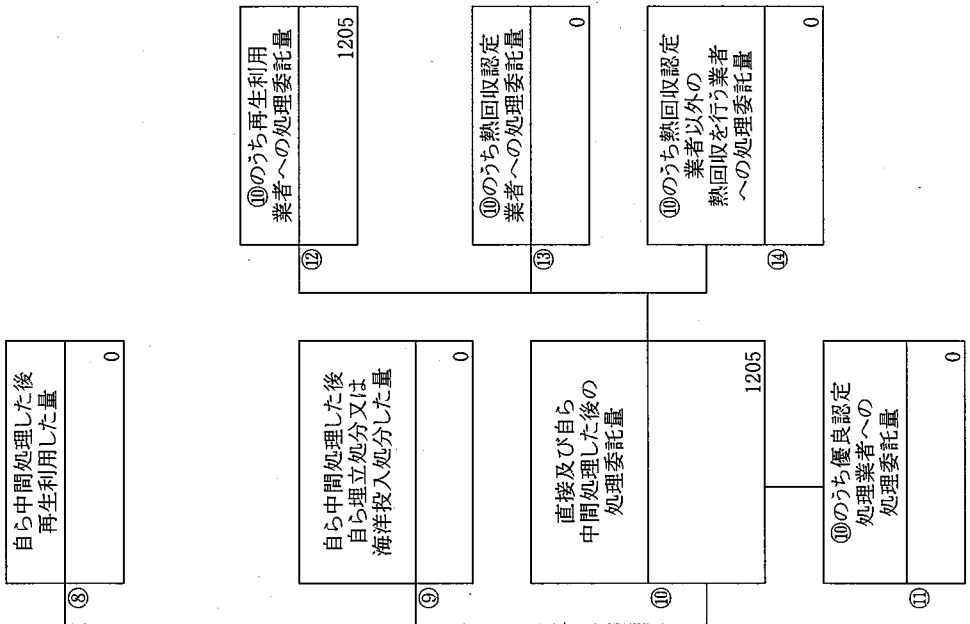 ⑧
自ら中間処理した後
再生利用した量
0
⑨
自ら中間処理した後
自ら埋立処分又は
海洋投入処分した量
0
⑩
直接及び自ら
中間処理した後の
処理委託量
1205
⑪
⑩のうち優良認定
処理業者への
処理委託量
0
⑫
⑩のうち再生利用
業者への処理委託量
1205
⑬
⑩のうち熱回収認定
業者への処理委託量
0
⑭
⑩のうち熱回収認定
業者以外の
熱回収を行う業者
への処理委託量
0